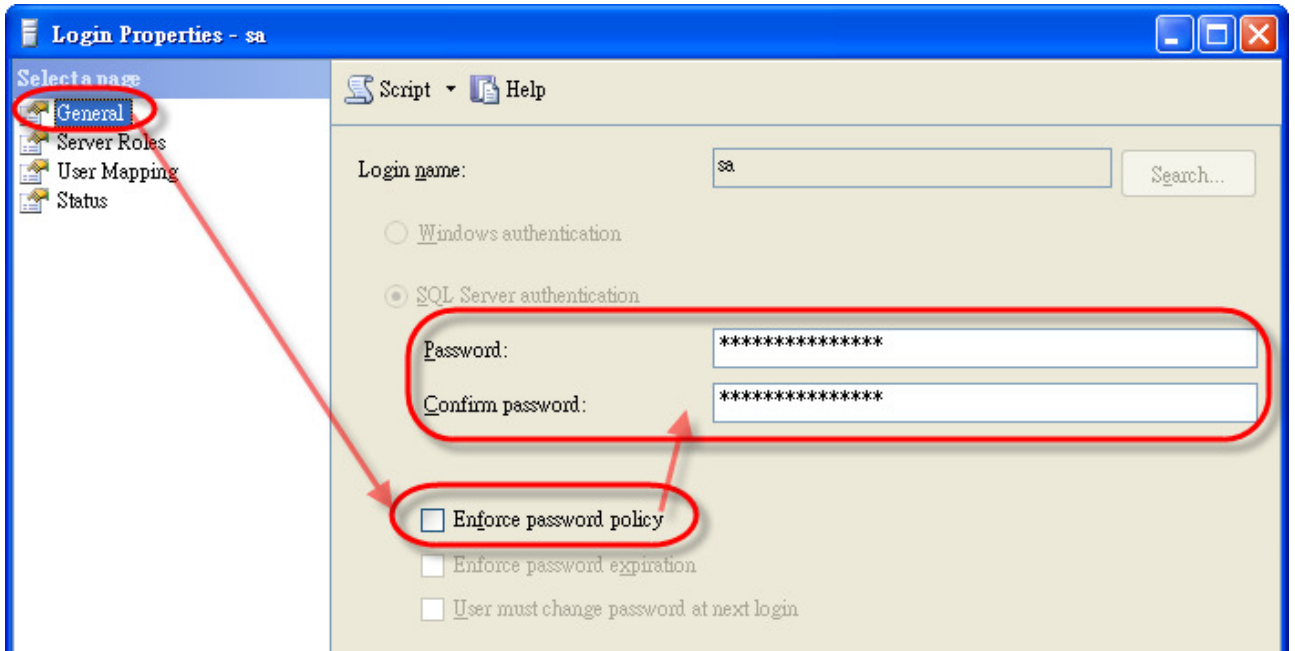 Login Properties - sa
Select a page
General
Server Roles
User Mapping
Status
Script Help
Login name: sa Search...
Windows authentication
SQL Server authentication
Password: ***************
Confirm password: ***************
Enforce password policy
Enforce password expiration
User must change password at next login